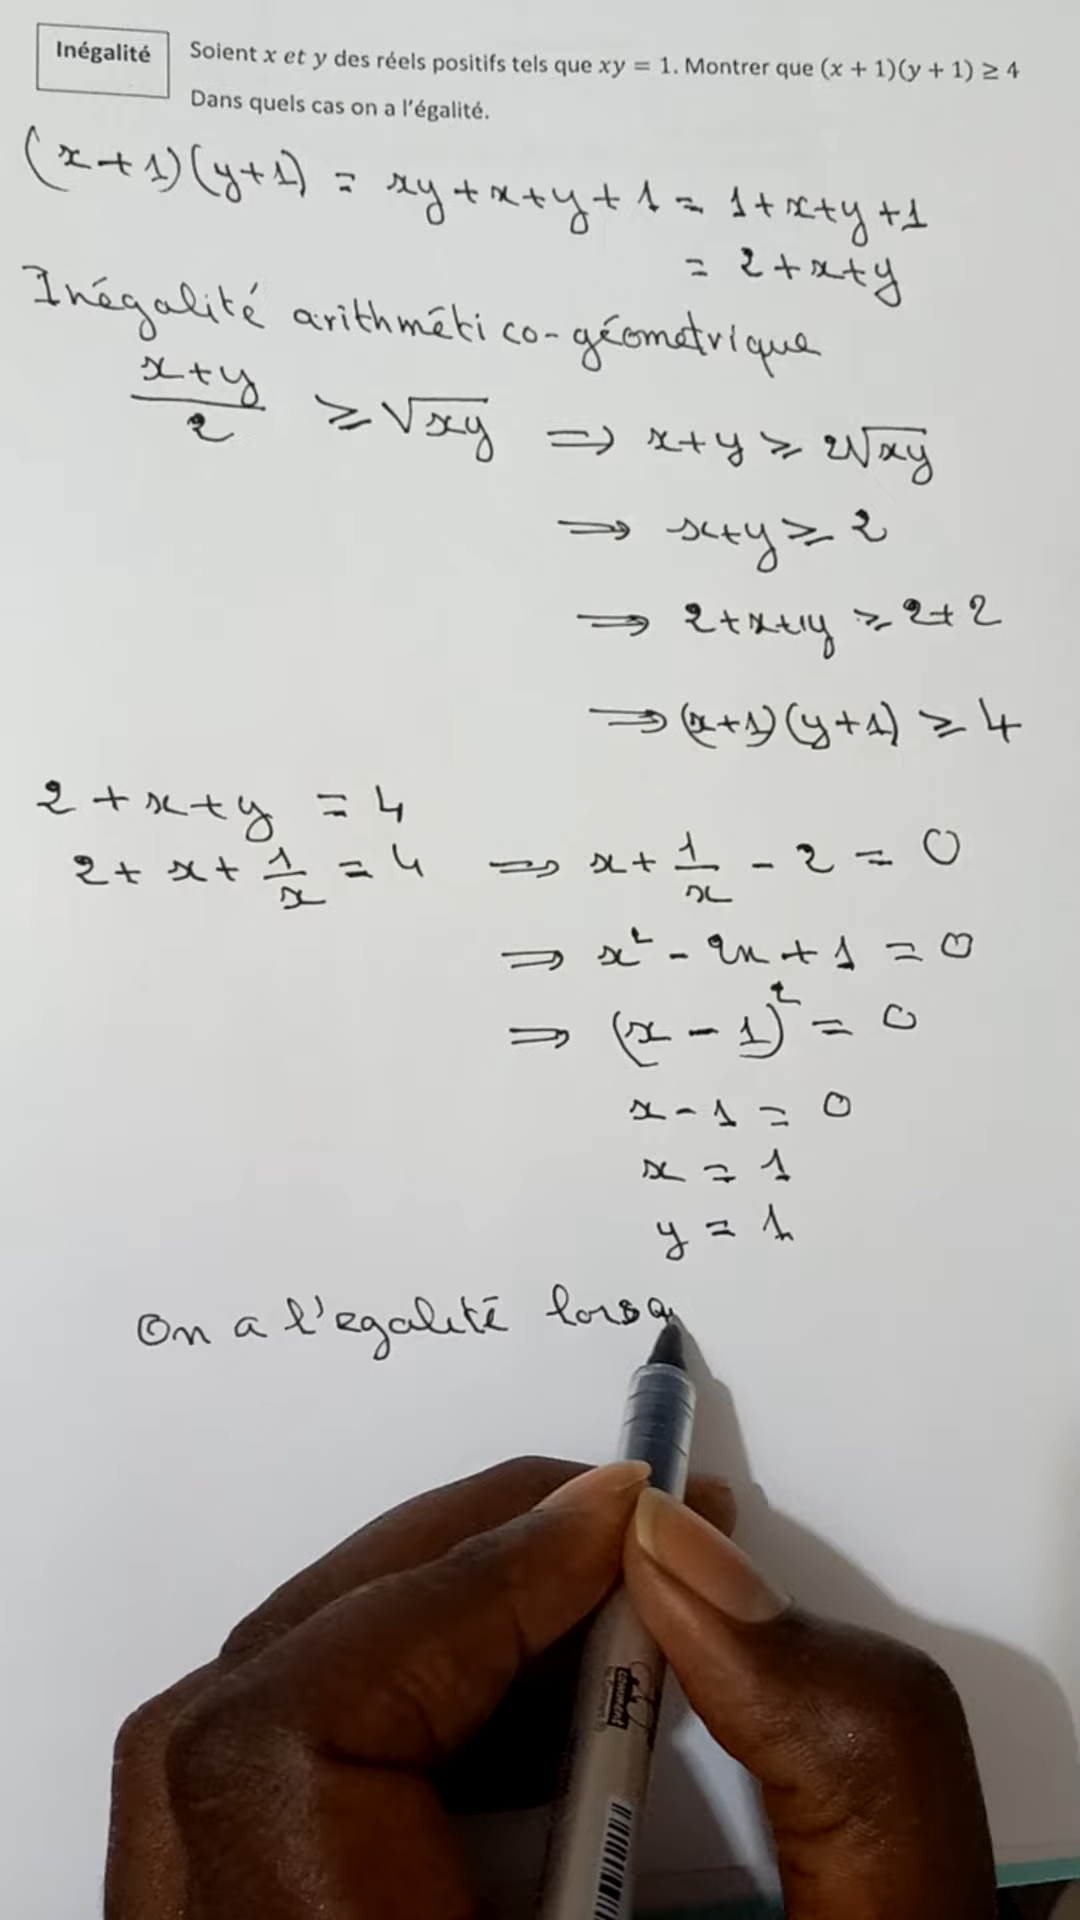 Inégalité
Soient x et y des réels positifs tels que xy = 1. Montrer que (x + 1)(y + 1) ≥ 4
Dans quels cas on a l'égalité.
(x+1)(y+1) = xy+x+y+1 = 1+x+y+1
= 2+x+y
Inégalité arithmético-géometrique
(x+y)/2 ≥ √xy ⟹ x+y ≥ 2√xy
⟹ x+y ≥ 2
⟹ 2+x+y ≥ 2+2
⟹ (x+1)(y+1) ≥ 4
2+x+y = 4
2+x+1/x = 4 ⟹ x+1/x - 2 = 0
⟹ x² - 2x + 1 = 0
⟹ (x - 1)² = 0
x - 1 = 0
x = 1
y = 1
On a l'egalité lorsq